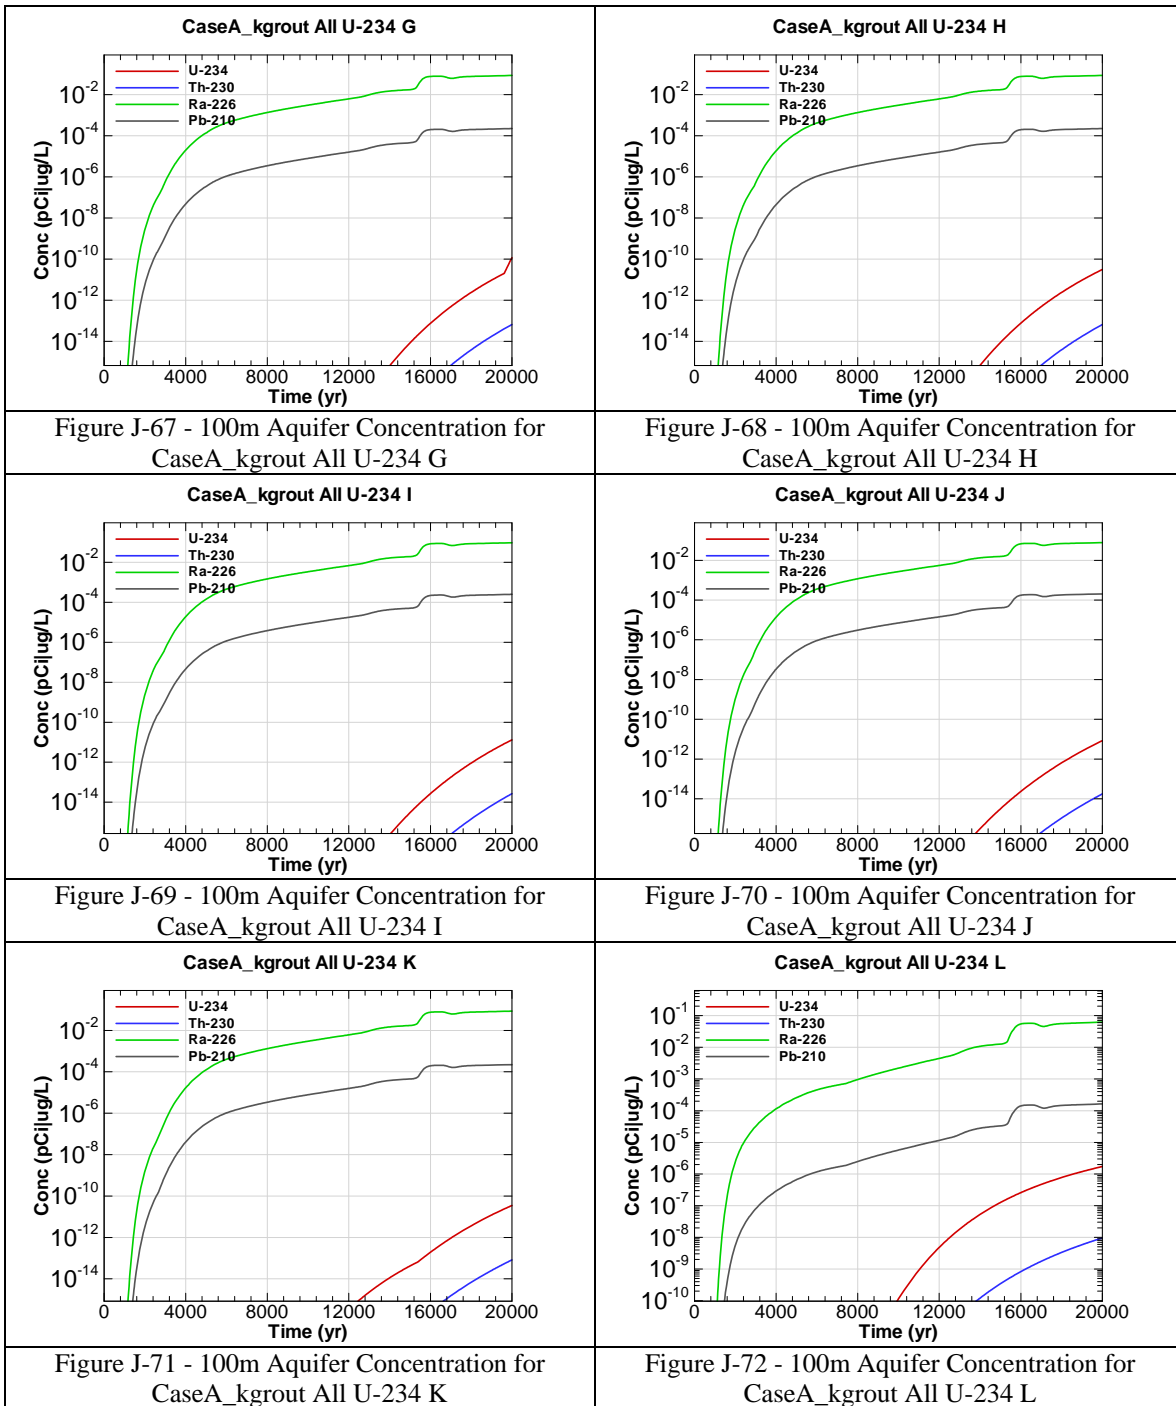 CaseA_kgrout All U-234 G
U-234
Th-230
Ra-226
Pb-210
Conc (pCi|ug/L)
10-2
10-4
10-6
10-8
10-10
10-12
10-14
0 4000 8000 12000 16000 20000
Time (yr)
Figure J-67 - 100m Aquifer Concentration for
CaseA_kgrout All U-234 G
CaseA_kgrout All U-234 H
U-234
Th-230
Ra-226
Pb-210
Conc (pCi|ug/L)
10-2
10-4
10-6
10-8
10-10
10-12
10-14
0 4000 8000 12000 16000 20000
Time (yr)
Figure J-68 - 100m Aquifer Concentration for
CaseA_kgrout All U-234 H
CaseA_kgrout All U-234 I
U-234
Th-230
Ra-226
Pb-210
Conc (pCi|ug/L)
10-2
10-4
10-6
10-8
10-10
10-12
10-14
0 4000 8000 12000 16000 20000
Time (yr)
Figure J-69 - 100m Aquifer Concentration for
CaseA_kgrout All U-234 I
CaseA_kgrout All U-234 J
U-234
Th-230
Ra-226
Pb-210
Conc (pCi|ug/L)
10-2
10-4
10-6
10-8
10-10
10-12
10-14
0 4000 8000 12000 16000 20000
Time (yr)
Figure J-70 - 100m Aquifer Concentration for
CaseA_kgrout All U-234 J
CaseA_kgrout All U-234 K
U-234
Th-230
Ra-226
Pb-210
Conc (pCi|ug/L)
10-2
10-4
10-6
10-8
10-10
10-12
10-14
0 4000 8000 12000 16000 20000
Time (yr)
Figure J-71 - 100m Aquifer Concentration for
CaseA_kgrout All U-234 K
CaseA_kgrout All U-234 L
U-234
Th-230
Ra-226
Pb-210
Conc (pCi|ug/L)
10-1
10-2
10-3
10-4
10-5
10-6
10-7
10-8
10-9
10-10
0 4000 8000 12000 16000 20000
Time (yr)
Figure J-72 - 100m Aquifer Concentration for
CaseA_kgrout All U-234 L